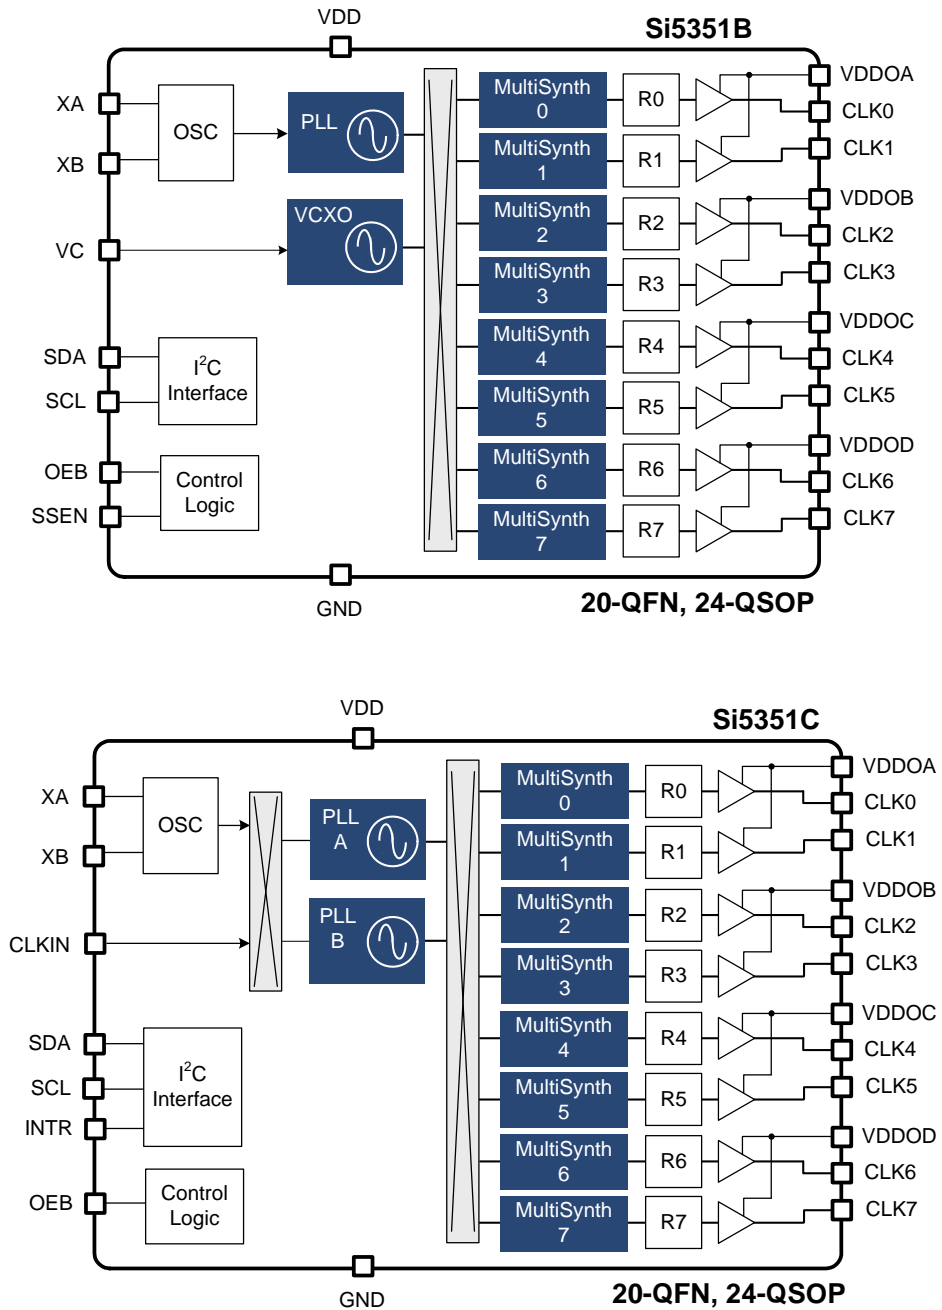 VDD
Si5351B
XA
XB
VC
SDA
SCL
OEB
SSEN
OSC
PLL
VCXO
I²C
Interface
Control
Logic
MultiSynth
0
R0
MultiSynth
1
R1
MultiSynth
2
R2
MultiSynth
3
R3
MultiSynth
4
R4
MultiSynth
5
R5
MultiSynth
6
R6
MultiSynth
7
R7
VDDOA
CLK0
CLK1
VDDOB
CLK2
CLK3
VDDOC
CLK4
CLK5
VDDOD
CLK6
CLK7
GND
20-QFN, 24-QSOP
VDD
Si5351C
XA
XB
CLKIN
SDA
SCL
INTR
OEB
OSC
PLL
A
PLL
B
I²C
Interface
Control
Logic
MultiSynth
0
R0
MultiSynth
1
R1
MultiSynth
2
R2
MultiSynth
3
R3
MultiSynth
4
R4
MultiSynth
5
R5
MultiSynth
6
R6
MultiSynth
7
R7
VDDOA
CLK0
CLK1
VDDOB
CLK2
CLK3
VDDOC
CLK4
CLK5
VDDOD
CLK6
CLK7
GND
20-QFN, 24-QSOP